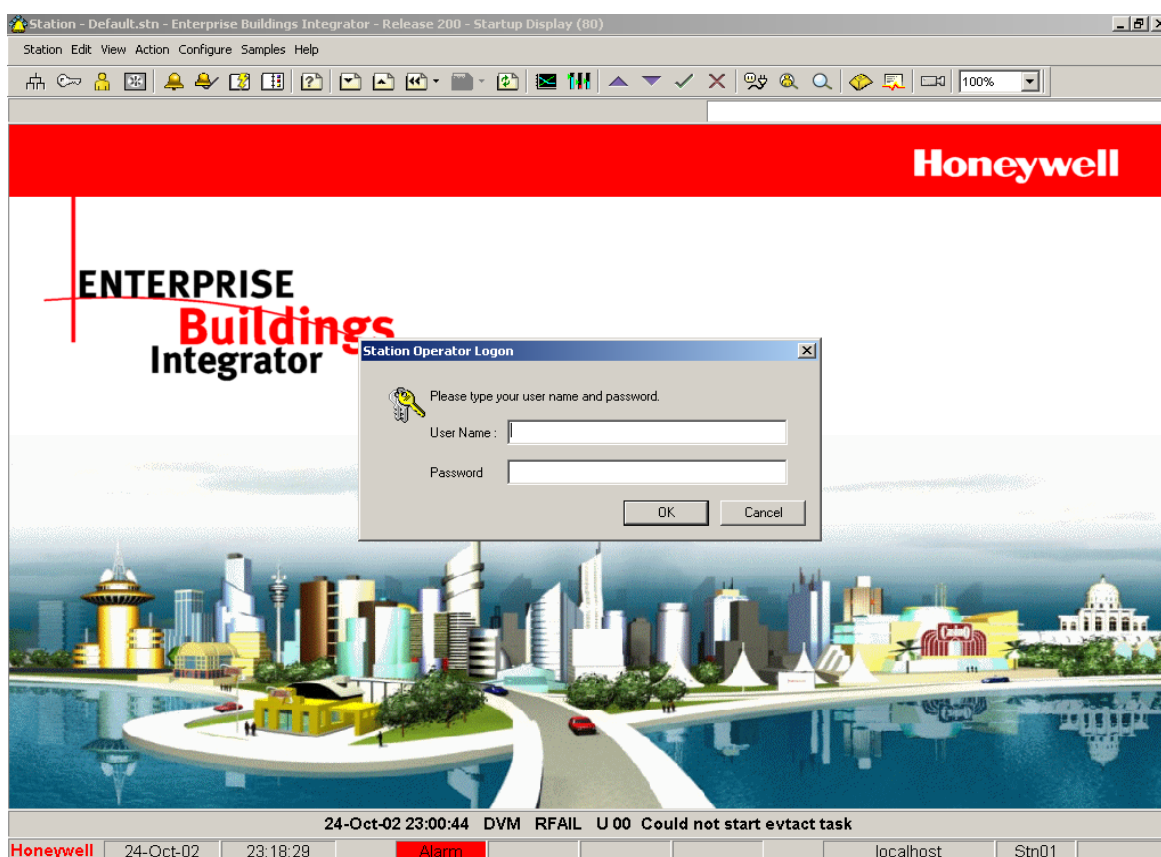 Station - Default.stn - Enterprise Buildings Integrator - Release 200 - Startup Display (80)
Station Edit View Action Configure Samples Help
100%
Honeywell
ENTERPRISE
Buildings
Integrator
Station Operator Logon
Please type your user name and password.
User Name :
Password
OK Cancel
Casino
24-Oct-02 23:00:44 DVM RFAIL U 00 Could not start evtact task
Honeywell 24-Oct-02 23:18:29 Alarm localhost Stn01